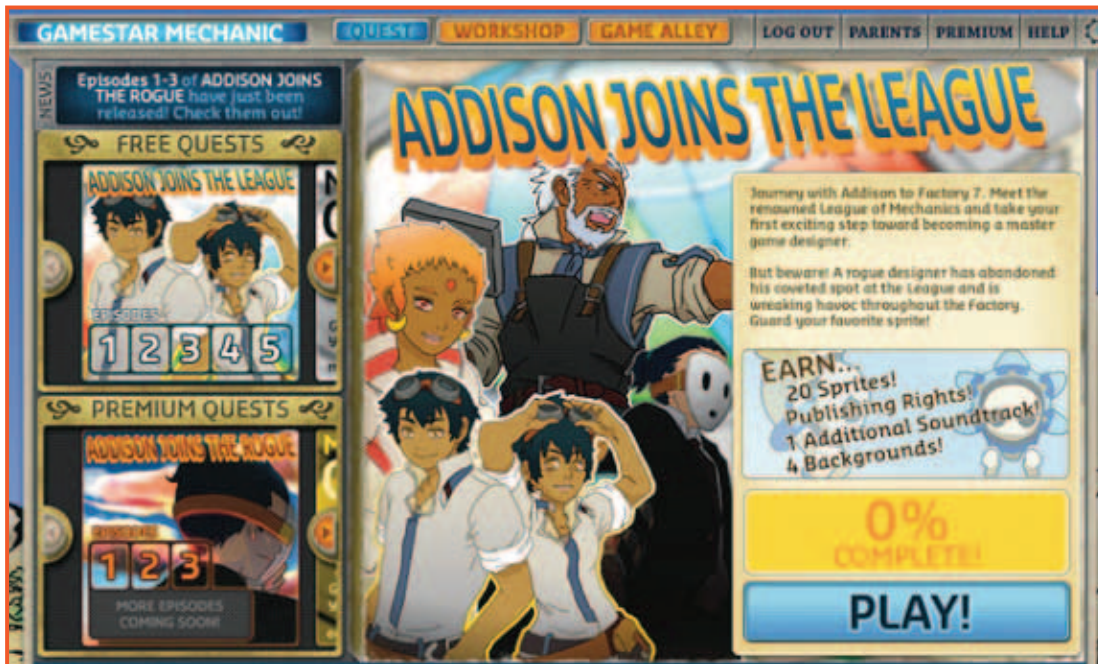 GAMESTAR MECHANIC
QUEST
WORKSHOP
GAME ALLEY
LOG OUT
PARENTS
PREMIUM
HELP
NEWS
Episodes 1-3 of ADDISON JOINS
THE ROGUE have just been
released! Check them out!
FREE QUESTS
ADDISON JOINS THE LEAGUE
EPISODES
1 2 3 4 5
PREMIUM QUESTS
ADDISON JOINS THE ROGUE
EPISODES
1 2 3
MORE EPISODES
COMING SOON!
ADDISON JOINS THE LEAGUE
Journey with Addison to Factory 7. Meet the
renowned League of Mechanics and take your
first exciting step toward becoming a master
game designer.
But beware! A rogue designer has abandoned
his coveted spot at the League and is
wreaking havoc throughout the Factory.
Guard your favorite sprite!
EARN...
20 Sprites!
Publishing Rights!
1 Additional Soundtrack!
4 Backgrounds!
0%
COMPLETE!
PLAY!